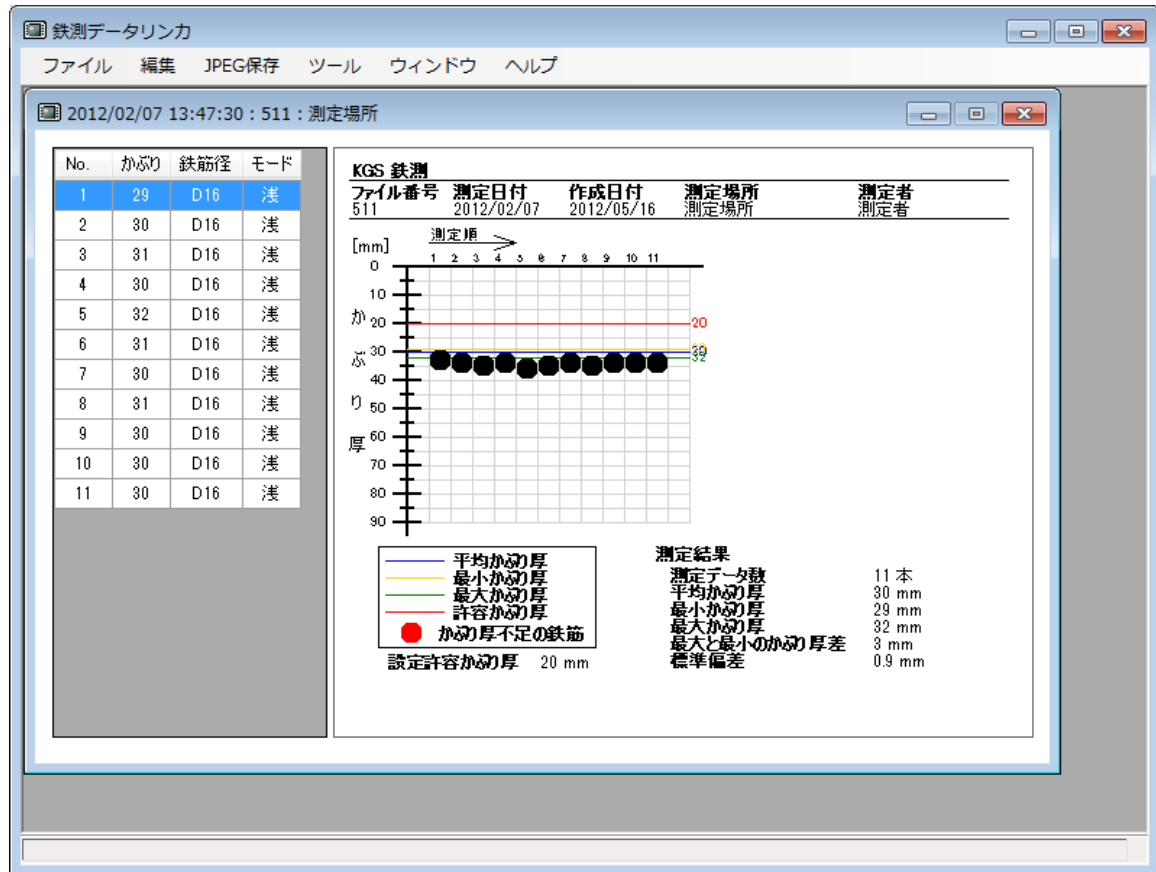 鉄測データリンカ
ファイル 編集 JPEG保存 ツール ウィンドウ ヘルプ
2012/02/07 13:47:30 : 511 : 測定場所
No. かぶり 鉄筋径 モード
1 29 D16 浅
2 30 D16 浅
3 31 D16 浅
4 30 D16 浅
5 32 D16 浅
6 31 D16 浅
7 30 D16 浅
8 31 D16 浅
9 30 D16 浅
10 30 D16 浅
11 30 D16 浅
KGS 鉄測
ファイル番号 測定日付 作成日付 測定場所 測定者
511 2012/02/07 2012/05/16 測定場所 測定者
測定順
[mm]
1 2 3 4 5 6 7 8 9 10 11
0
10
20
30
40
50
60
70
80
90
かぶり厚
20
32
平均かぶり厚
最小かぶり厚
最大かぶり厚
許容かぶり厚
かぶり厚不足の鉄筋
設定許容かぶり厚 20 mm
測定結果
測定データ数 11 本
平均かぶり厚 30 mm
最小かぶり厚 29 mm
最大かぶり厚 32 mm
最大と最小のかぶり厚差 3 mm
標準偏差 0.9 mm